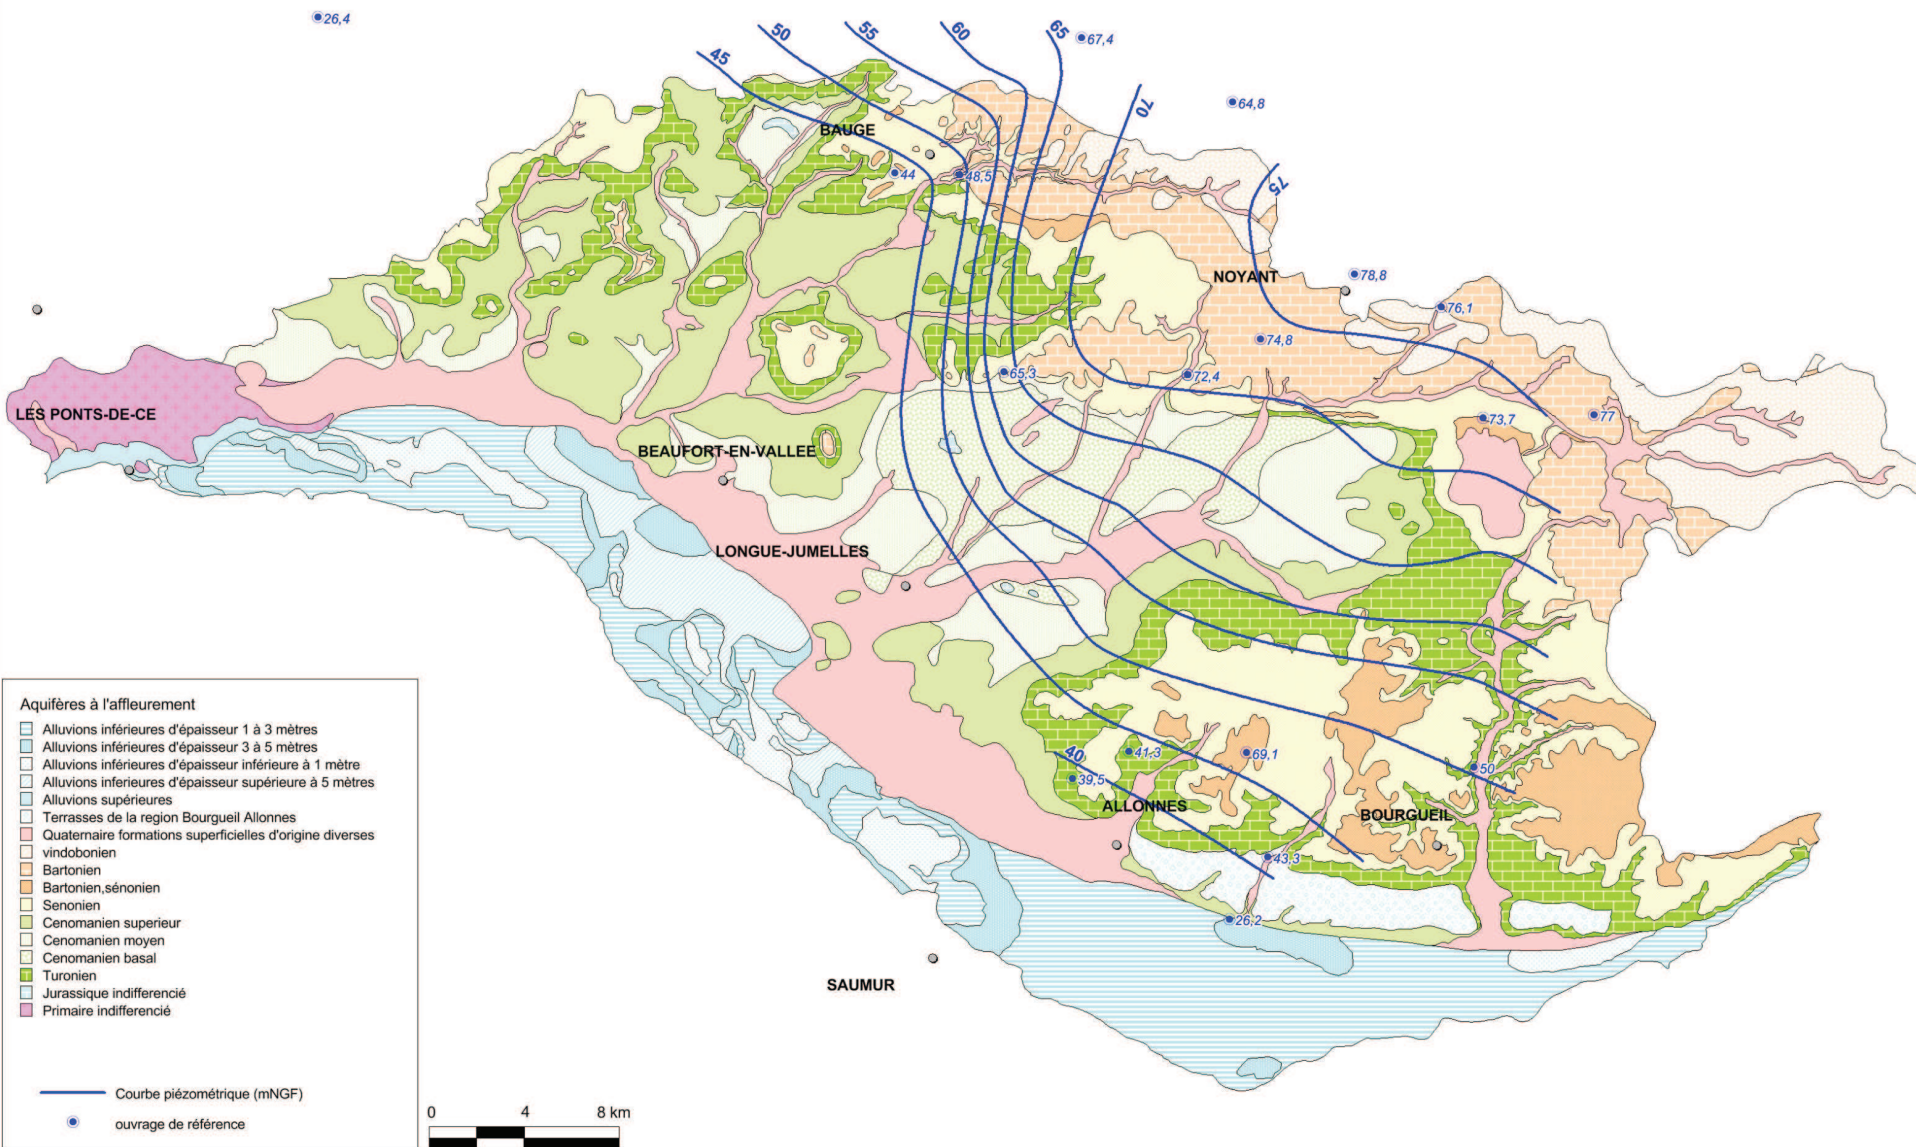 26,4
45
50
55
60
65
67,4
70
64,8
BAUGE
44
48,5
75
NOYANT
78,8
76,1
74,8
65,3
72,4
LES PONTS-DE-CE
73,7
77
BEAUFORT-EN-VALLEE
LONGUE-JUMELLES
40
41,3
69,1
39,5
50
ALLONNES
BOURGUEIL
43,3
26,2
SAUMUR
Aquifères à l'affleurement
Alluvions inférieures d'épaisseur 1 à 3 mètres
Alluvions inférieures d'épaisseur 3 à 5 mètres
Alluvions inférieures d'épaisseur inférieure à 1 mètre
Alluvions inferieures d'épaisseur supérieure à 5 mètres
Alluvions supérieures
Terrasses de la region Bourgueil Allonnes
Quaternaire formations superficielles d'origine diverses
vindobonien
Bartonien
Bartonien,sénonien
Senonien
Cenomanien superieur
Cenomanien moyen
Cenomanien basal
Turonien
Jurassique indifferencié
Primaire indifferencié
Courbe piézométrique (mNGF)
ouvrage de référence
0 4 8 km